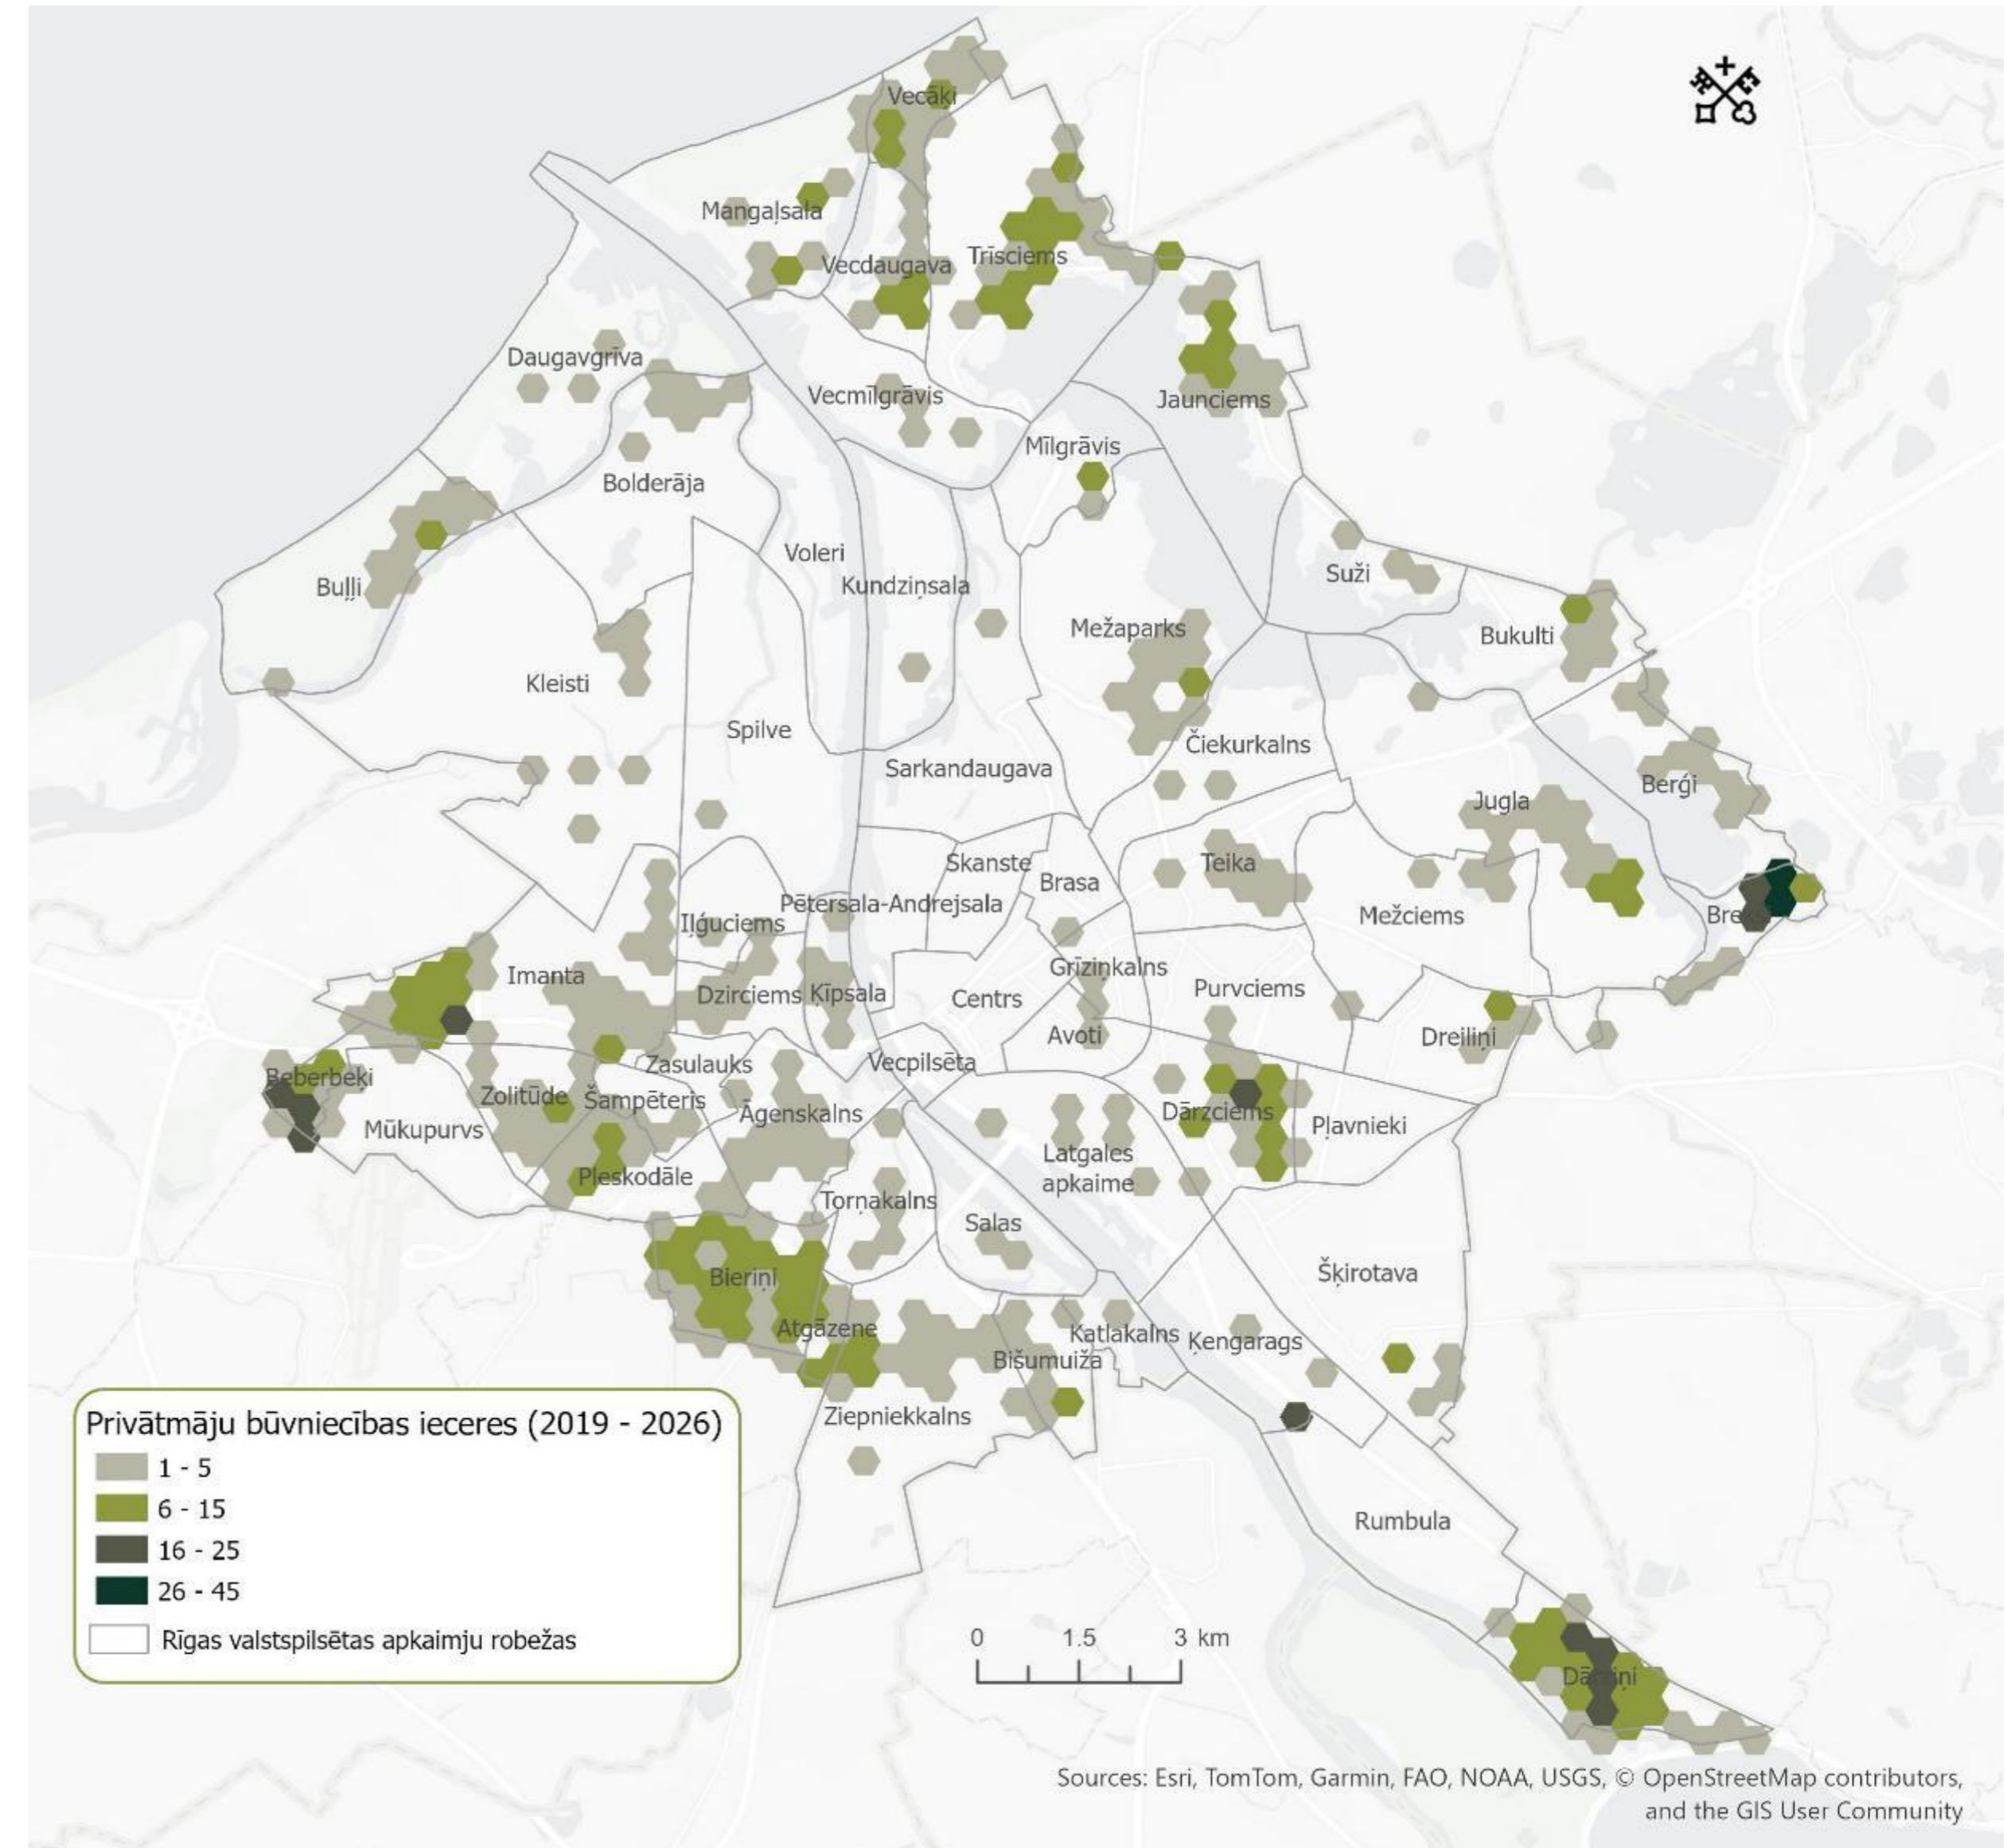 Vecāķi
Mangaļsala
Vecdaugava
Trīsciems
Daugavgrīva
Vecmīlgrāvis
Jaunciems
Mīlgrāvis
Bolderāja
Voleri
Kundziņsala
Suži
Buļļi
Mežaparks
Bukulti
Kleisti
Spilve
Čiekurkalns
Sarkandaugava
Berģi
Jugla
Skanste
Teika
Brasa
Pētersala-Andrejsala
Mežciems
Iļģuciems
Imanta
Grīziņkalns
Dzirciems
Ķīpsala
Centrs
Purvciems
Avoti
Dreiliņi
Zasulauks
Vecpilsēta
Beberbeķi
Zolitūde
Šampēteris
Āgenskalns
Dārzciems
Mūkupurvs
Pļavnieki
Latgales
apkaime
Pleskodāle
Torņakalns
Salas
Bieriņi
Šķirotava
Atgāzene
Katlakalns
Ķengarags
Bišumuiža
Ziepniekkalns
Rumbula
Privātmāju būvniecības ieceres (2019 - 2026)
1 - 5
6 - 15
16 - 25
26 - 45
Rīgas valstspilsētas apkaimju robežas
0 1.5 3 km
Sources: Esri, TomTom, Garmin, FAO, NOAA, USGS, © OpenStreetMap contributors,
and the GIS User Community